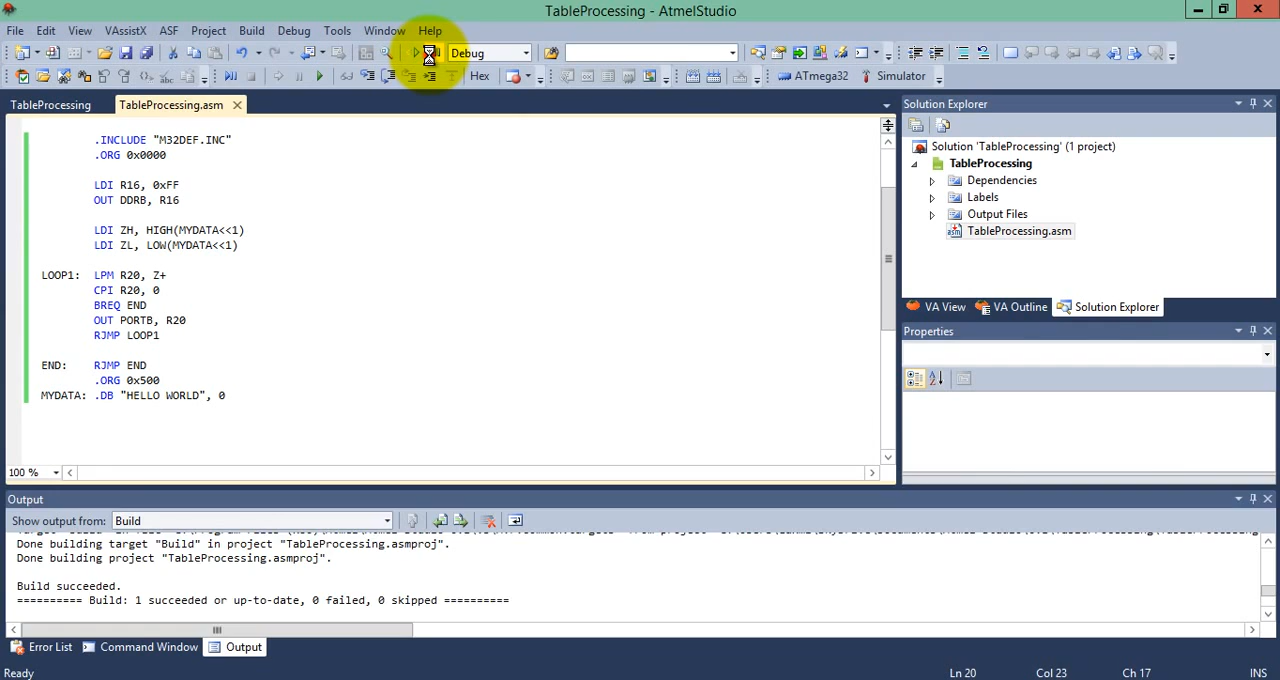 TableProcessing - AtmelStudio
File Edit View VAssistX ASF Project Build Debug Tools Window Help
Debug
Hex ATmega32 Simulator
TableProcessing TableProcessing.asm
.INCLUDE "M32DEF.INC"
.ORG 0x0000
LDI R16, 0xFF
OUT DDRB, R16
LDI ZH, HIGH(MYDATA<<1)
LDI ZL, LOW(MYDATA<<1)
LOOP1: LPM R20, Z+
CPI R20, 0
BREQ END
OUT PORTB, R20
RJMP LOOP1
END: RJMP END
.ORG 0x500
MYDATA: .DB "HELLO WORLD", 0
100 %
Solution Explorer
Solution 'TableProcessing' (1 project)
TableProcessing
Dependencies
Labels
Output Files
TableProcessing.asm
VA View VA Outline Solution Explorer
Properties
Output
Show output from: Build
Done building target "Build" in project "TableProcessing.asmproj".
Done building project "TableProcessing.asmproj".
Build succeeded.
========== Build: 1 succeeded or up-to-date, 0 failed, 0 skipped ==========
Error List Command Window Output
Ready Ln 20 Col 23 Ch 17 INS